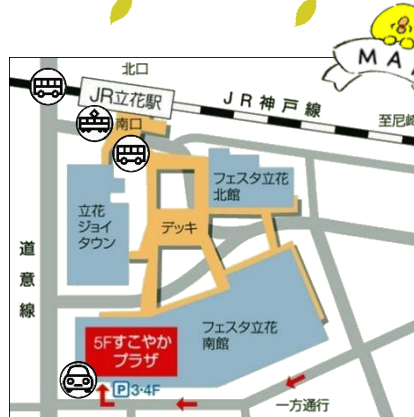 MA
北口
JR立花駅
JR神戸線
至尼崎
南口
フェスタ立花
北館
立花
ジョイ
タウン
デッキ
道意線
フェスタ立花
南館
5Fすこやか
プラザ
P3・4F
一方通行